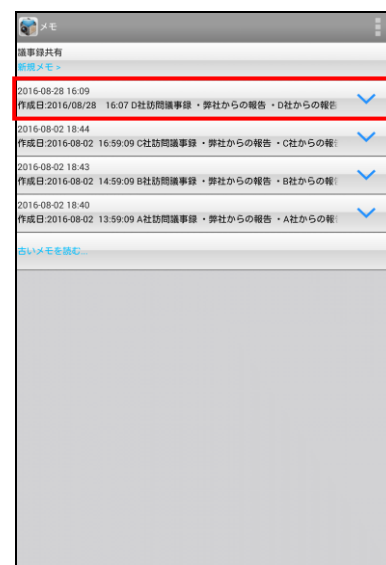 メモ
議事録共有
新規メモ >
2016-08-28 16:09
作成日:2016/08/28 16:07 D社訪問議事録 ・弊社からの報告 ・D社からの報告
2016-08-02 18:44
作成日:2016-08-02 16:59:09 C社訪問議事録 ・弊社からの報告 ・C社からの報
2016-08-02 18:43
作成日:2016-08-02 14:59:09 B社訪問議事録 ・弊社からの報告 ・B社からの報
2016-08-02 18:40
作成日:2016-08-02 13:59:09 A社訪問議事録 ・弊社からの報告 ・A社からの報
古いメモを読む...